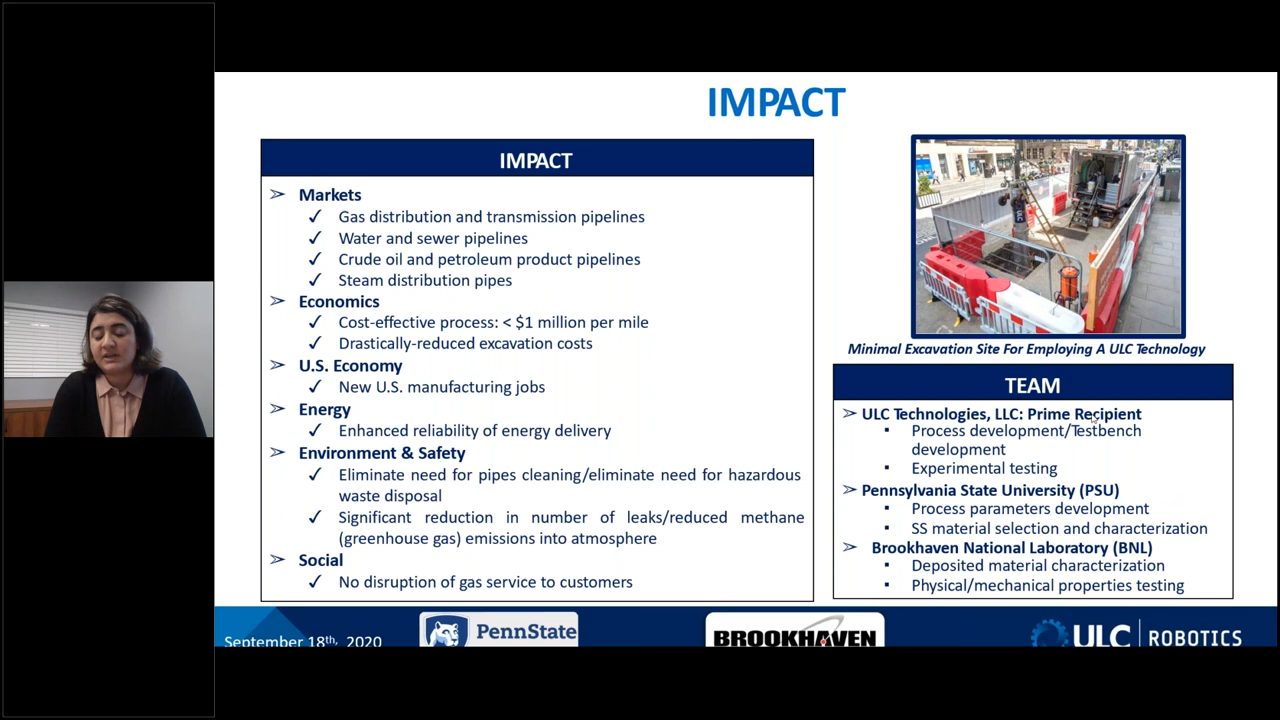 IMPACT
IMPACT
➢ Markets
✓ Gas distribution and transmission pipelines
✓ Water and sewer pipelines
✓ Crude oil and petroleum product pipelines
✓ Steam distribution pipes
➢ Economics
✓ Cost-effective process: < $1 million per mile
✓ Drastically-reduced excavation costs
➢ U.S. Economy
✓ New U.S. manufacturing jobs
➢ Energy
✓ Enhanced reliability of energy delivery
➢ Environment & Safety
✓ Eliminate need for pipes cleaning/eliminate need for hazardous
waste disposal
✓ Significant reduction in number of leaks/reduced methane
(greenhouse gas) emissions into atmosphere
➢ Social
✓ No disruption of gas service to customers
Minimal Excavation Site For Employing A ULC Technology
TEAM
➢ ULC Technologies, LLC: Prime Recipient
▪ Process development/Testbench
development
▪ Experimental testing
➢ Pennsylvania State University (PSU)
▪ Process parameters development
▪ SS material selection and characterization
➢ Brookhaven National Laboratory (BNL)
▪ Deposited material characterization
▪ Physical/mechanical properties testing
September 18th, 2020
PennState
BROOKHAVEN
ULC ROBOTICS